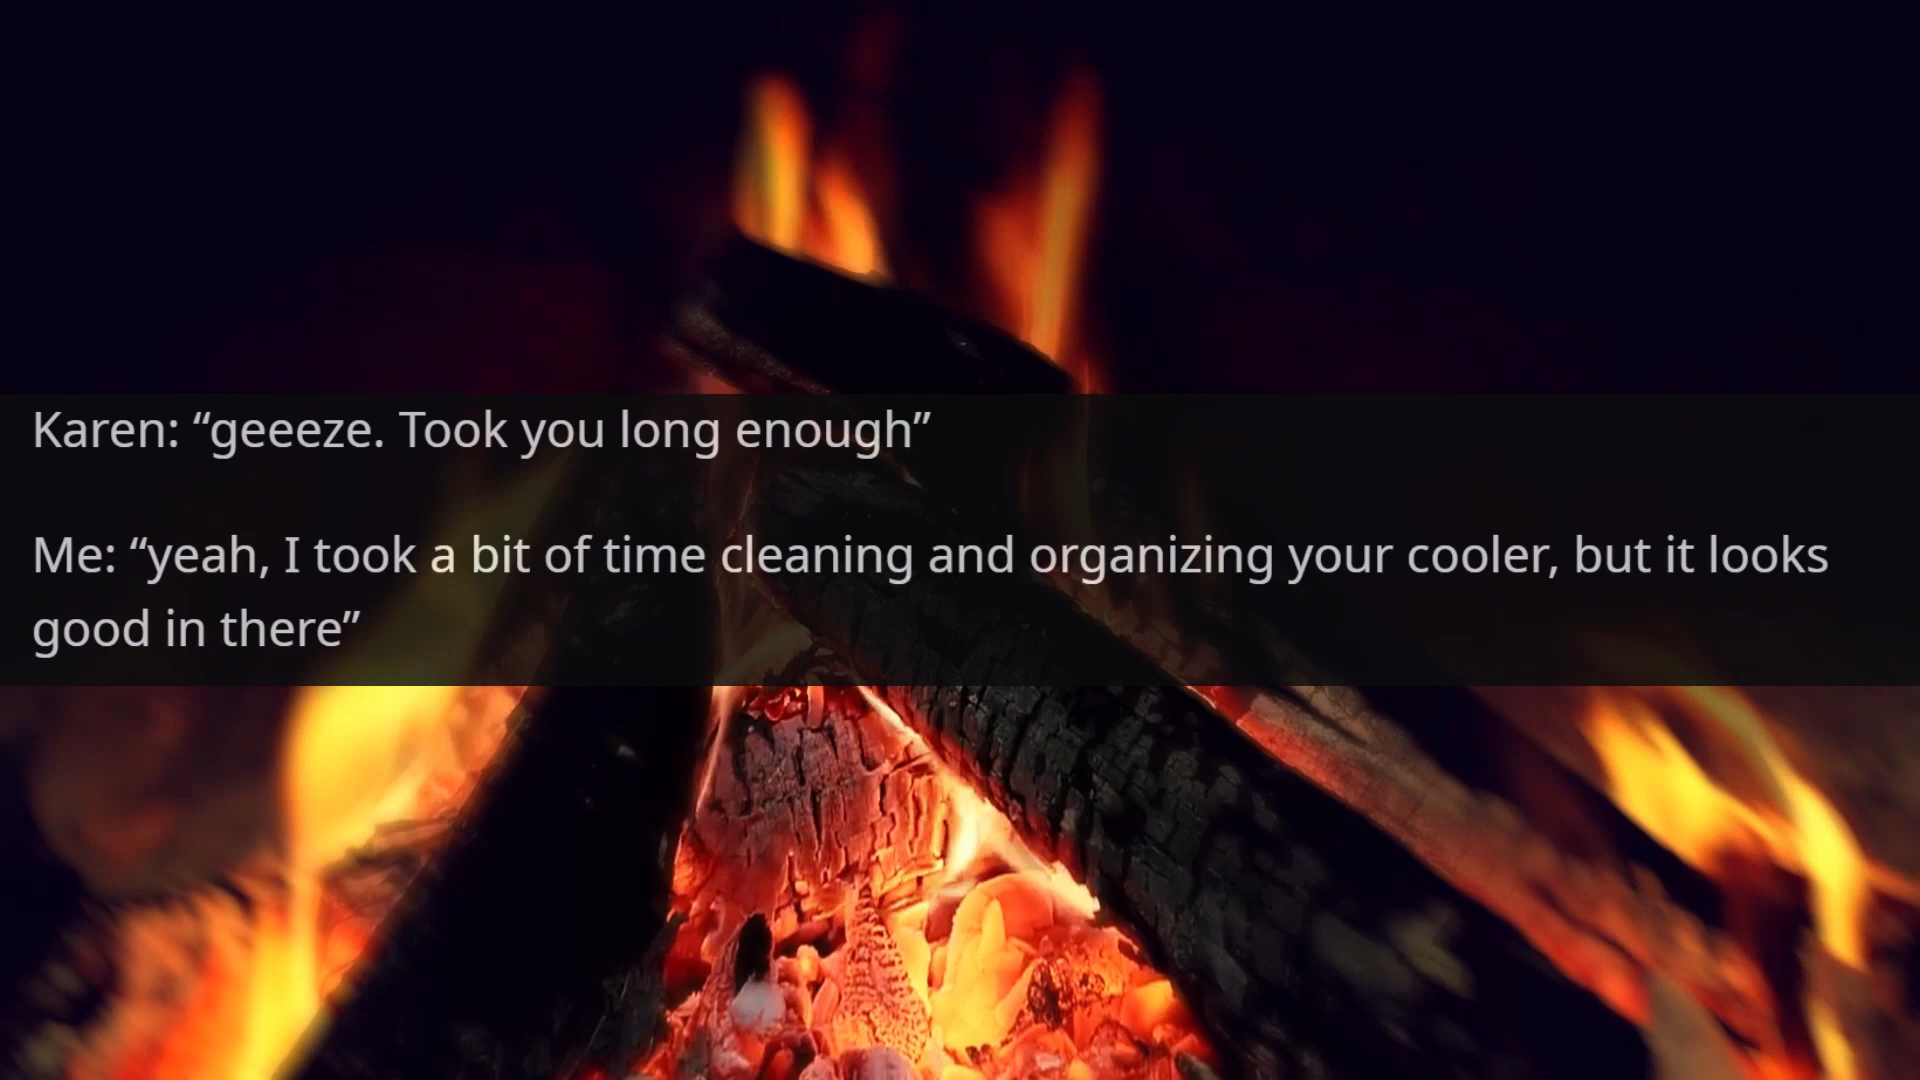 Karen: “geeeze. Took you long enough”
Me: “yeah, I took a bit of time cleaning and organizing your cooler, but it looks
good in there”